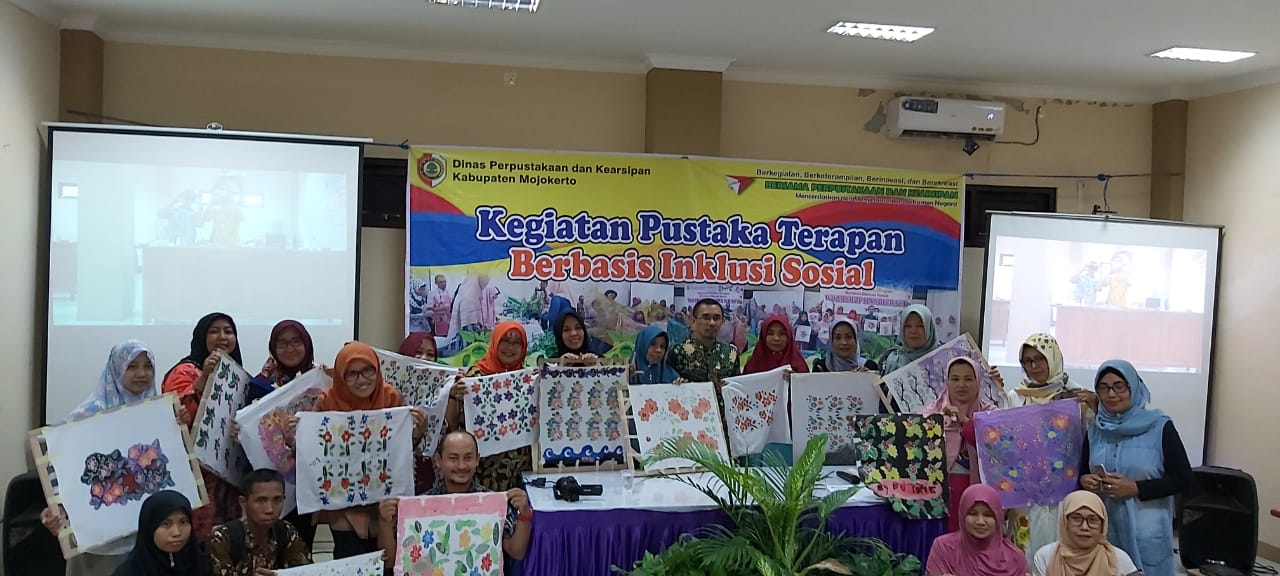 Dinas Perpustakaan dan Kearsipan
Kabupaten Mojokerto
Berkegiatan, Berketerampilan, Berinovasi, dan Berekreasi
BERSAMA PERPUSTAKAAN DAN KEARSIPAN
Kegiatan Pustaka Terapan
Berbasis Inklusi Sosial